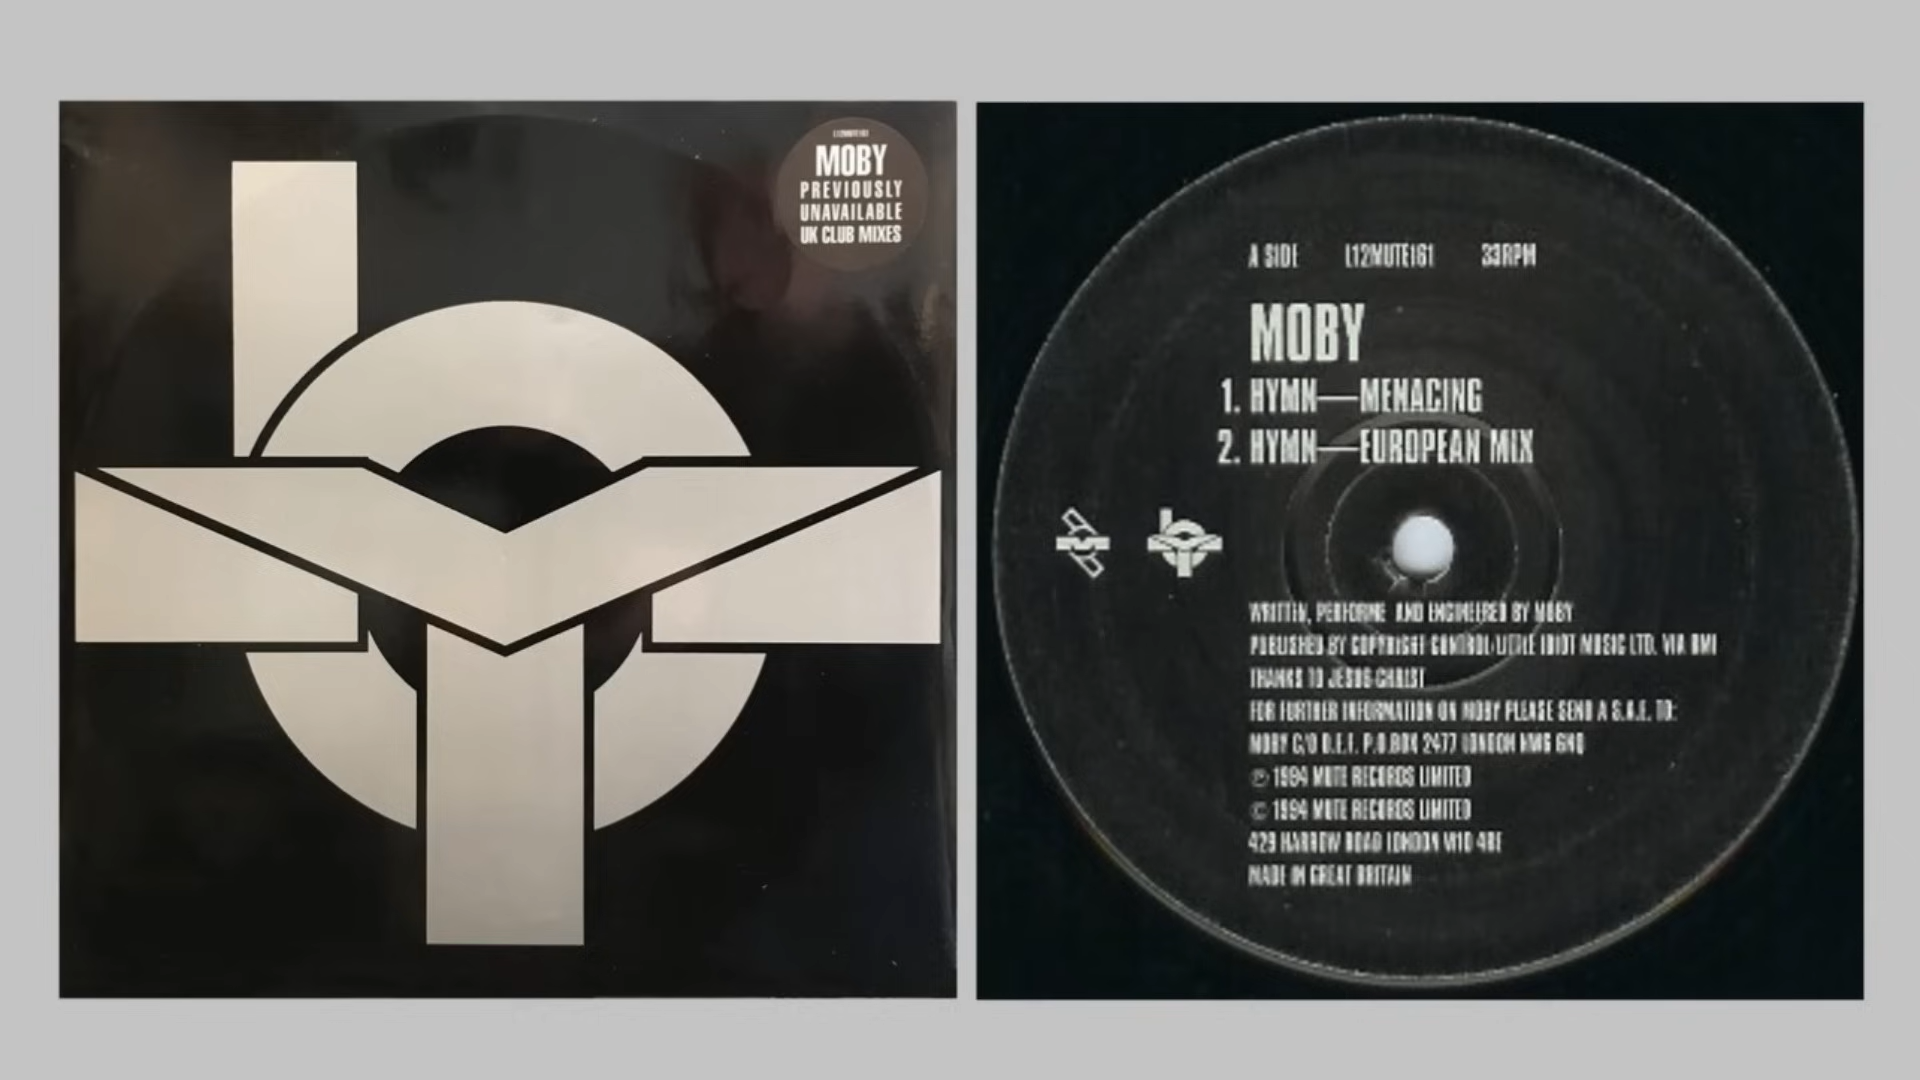 L12MUTE161
MOBY
PREVIOUSLY
UNAVAILABLE
UK CLUB MIXES
A SIDE L12MUTE161 33RPM
MOBY
1. HYMN—MENACING
2. HYMN—EUROPEAN MIX
WRITTEN, PERFORME AND ENGINEERED BY MOBY
PUBLISHED BY COPYRIGHT CONTROL/LITTLE IDIOT MUSIC LTD. VIA BMI
THANKS TO JESUS CHRIST
FOR FURTHER INFORMATION ON MOBY PLEASE SEND A S.A.E. TO:
MOBY C/O D.E.F. P.O.BOX 2477 LONDON NW6 6NQ
℗ 1994 MUTE RECORDS LIMITED
© 1994 MUTE RECORDS LIMITED
429 HARROW ROAD LONDON W10 4RE
MADE IN GREAT BRITAIN